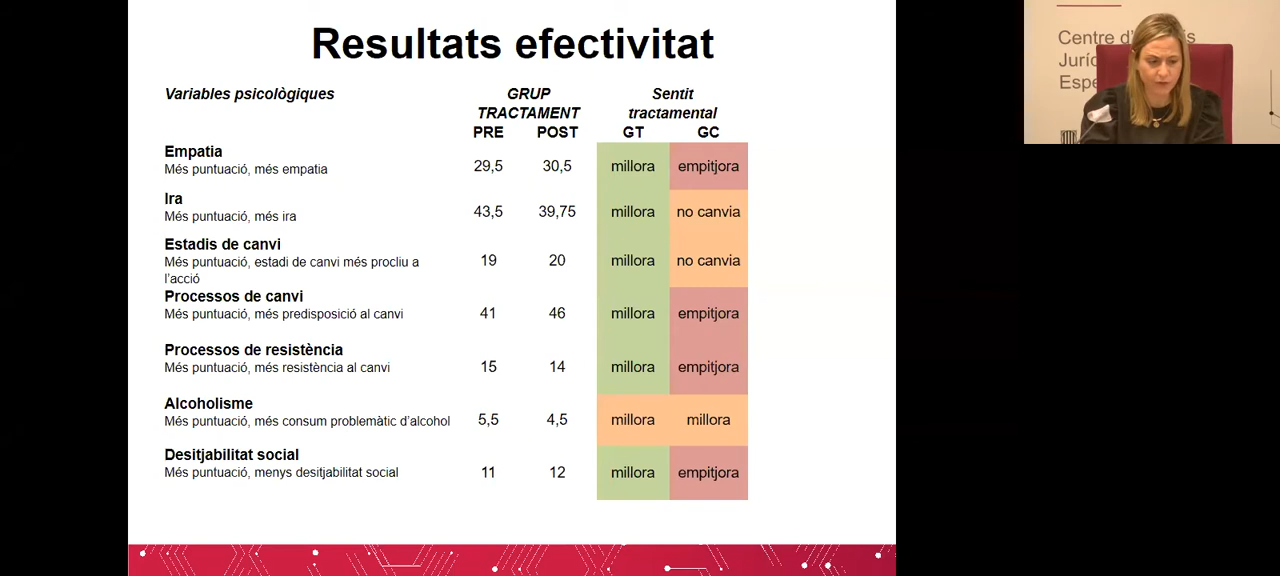 Resultats efectivitat
Variables psicològiques
GRUP
TRACTAMENT
Sentit
tractamental
PRE POST GT GC
Empatia
Més puntuació, més empatia
29,5 30,5 millora empitjora
Ira
Més puntuació, més ira
43,5 39,75 millora no canvia
Estadis de canvi
Més puntuació, estadi de canvi més procliu a
l'acció
19 20 millora no canvia
Processos de canvi
Més puntuació, més predisposició al canvi
41 46 millora empitjora
Processos de resistència
Més puntuació, més resistència al canvi
15 14 millora empitjora
Alcoholisme
Més puntuació, més consum problemàtic d'alcohol
5,5 4,5 millora millora
Desitjabilitat social
Més puntuació, menys desitjabilitat social
11 12 millora empitjora
Centre d'